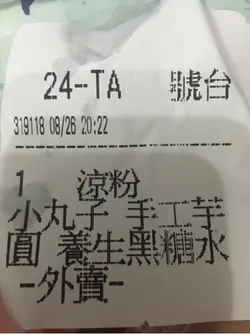 24-TA 號台
319118 08/26 20:22
1 涼粉
小丸子 手工芋
圓 養生黑糖水
-外賣-